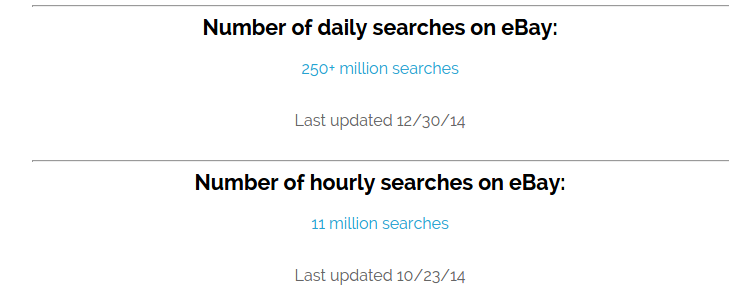 Number of daily searches on eBay:
250+ million searches
Last updated 12/30/14
Number of hourly searches on eBay:
11 million searches
Last updated 10/23/14